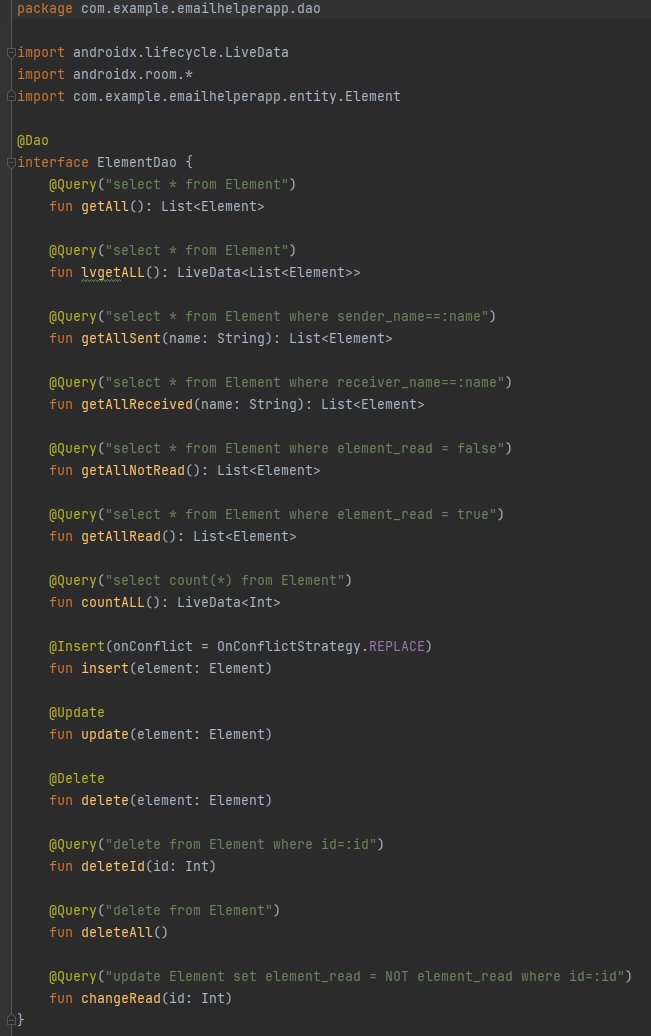 package com.example.emailhelperapp.dao
import androidx.lifecycle.LiveData
import androidx.room.*
import com.example.emailhelperapp.entity.Element
@Dao
interface ElementDao {
@Query("select * from Element")
fun getAll(): List<Element>
@Query("select * from Element")
fun lvgetALL(): LiveData<List<Element>>
@Query("select * from Element where sender_name==:name")
fun getAllSent(name: String): List<Element>
@Query("select * from Element where receiver_name==:name")
fun getAllReceived(name: String): List<Element>
@Query("select * from Element where element_read = false")
fun getAllNotRead(): List<Element>
@Query("select * from Element where element_read = true")
fun getAllRead(): List<Element>
@Query("select count(*) from Element")
fun countALL(): LiveData<Int>
@Insert(onConflict = OnConflictStrategy.REPLACE)
fun insert(element: Element)
@Update
fun update(element: Element)
@Delete
fun delete(element: Element)
@Query("delete from Element where id=:id")
fun deleteId(id: Int)
@Query("delete from Element")
fun deleteAll()
@Query("update Element set element_read = NOT element_read where id=:id")
fun changeRead(id: Int)
}